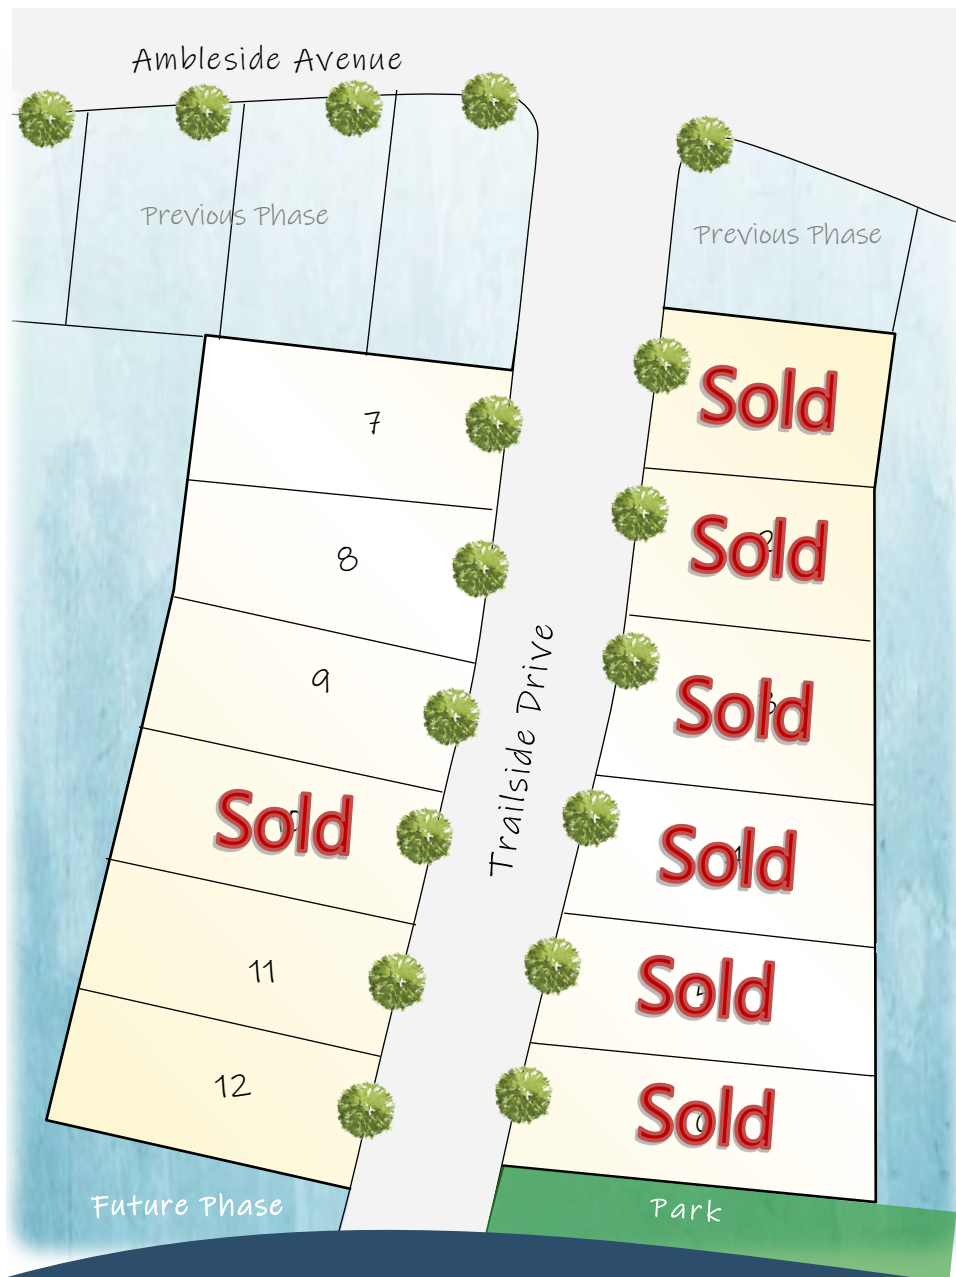 Ambleside Avenue
Previous Phase
Previous Phase
Sold
7
Sold
8
Sold
9
Trailside Drive
Sold
Sold
Sold
11
Sold
12
Sold
Future Phase
Park